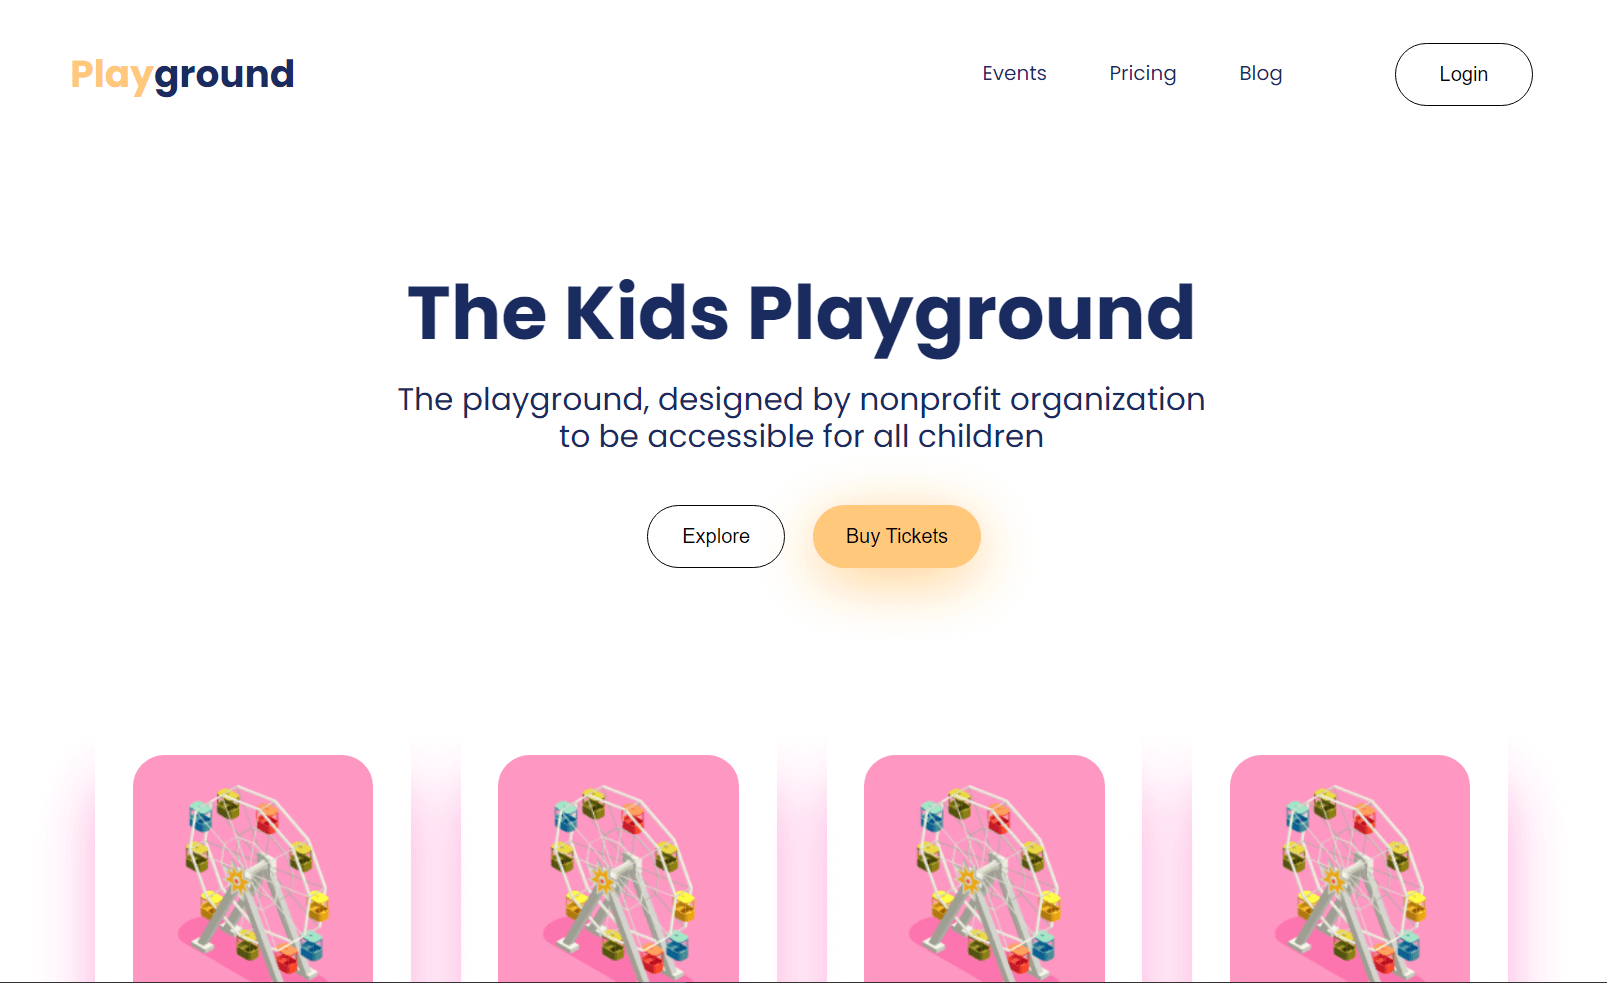 Playground
Events
Pricing
Blog
Login
The Kids Playground
The playground, designed by nonprofit organization
to be accessible for all children
Explore
Buy Tickets